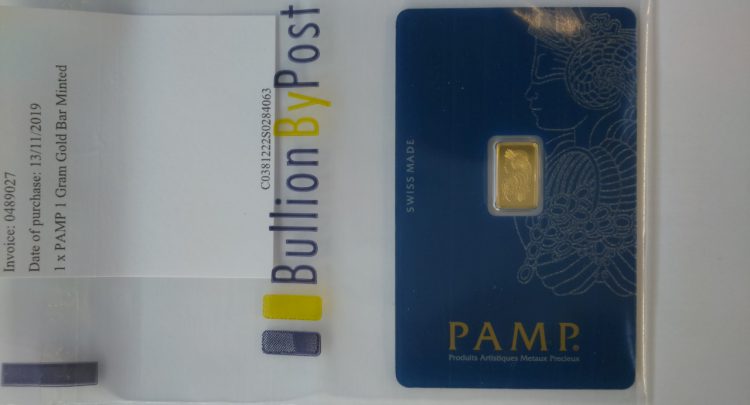 Invoice: 0489027
Date of purchase: 13/11/2019
1 x PAMP 1 Gram Gold Bar Minted
C0381222S0284063
BullionByPost
SWISS MADE
PAMP®
Produits Artistiques Metaux Precieux